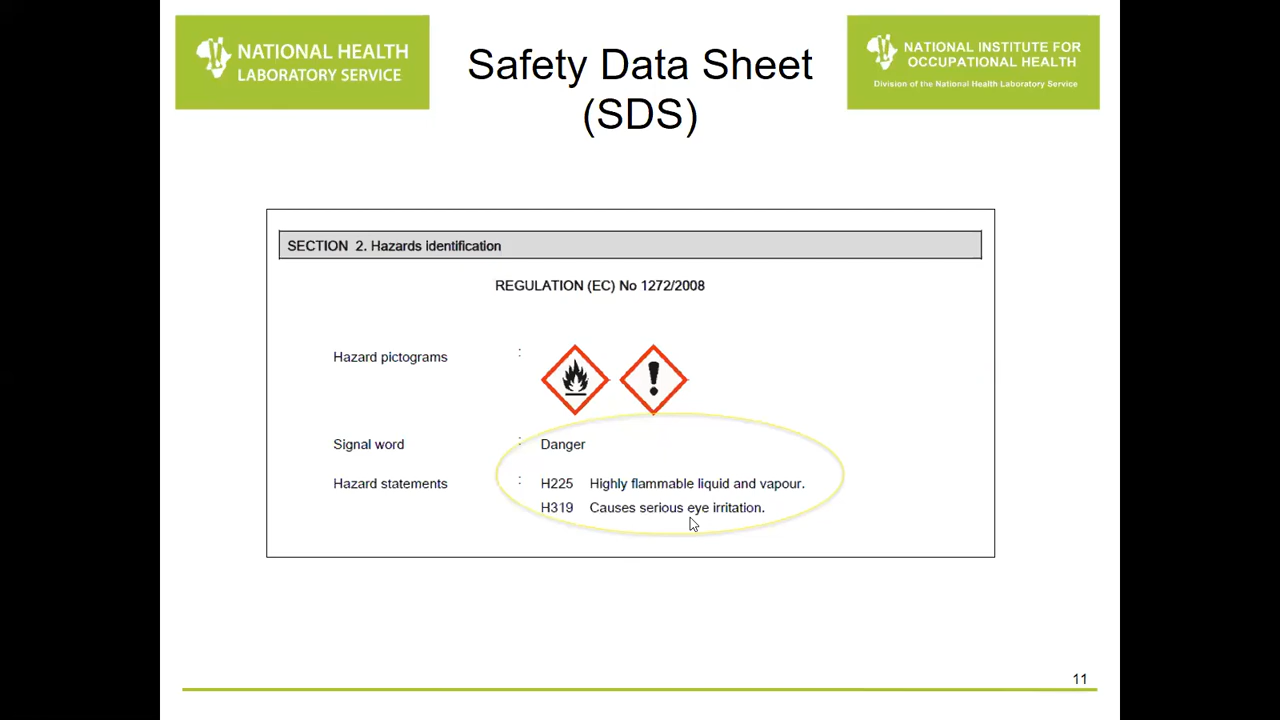 NATIONAL HEALTH
LABORATORY SERVICE
Safety Data Sheet
(SDS)
NATIONAL INSTITUTE FOR
OCCUPATIONAL HEALTH
Division of the National Health Laboratory Service
SECTION 2. Hazards identification
REGULATION (EC) No 1272/2008
Hazard pictograms :
Signal word : Danger
Hazard statements : H225 Highly flammable liquid and vapour.
H319 Causes serious eye irritation.
11